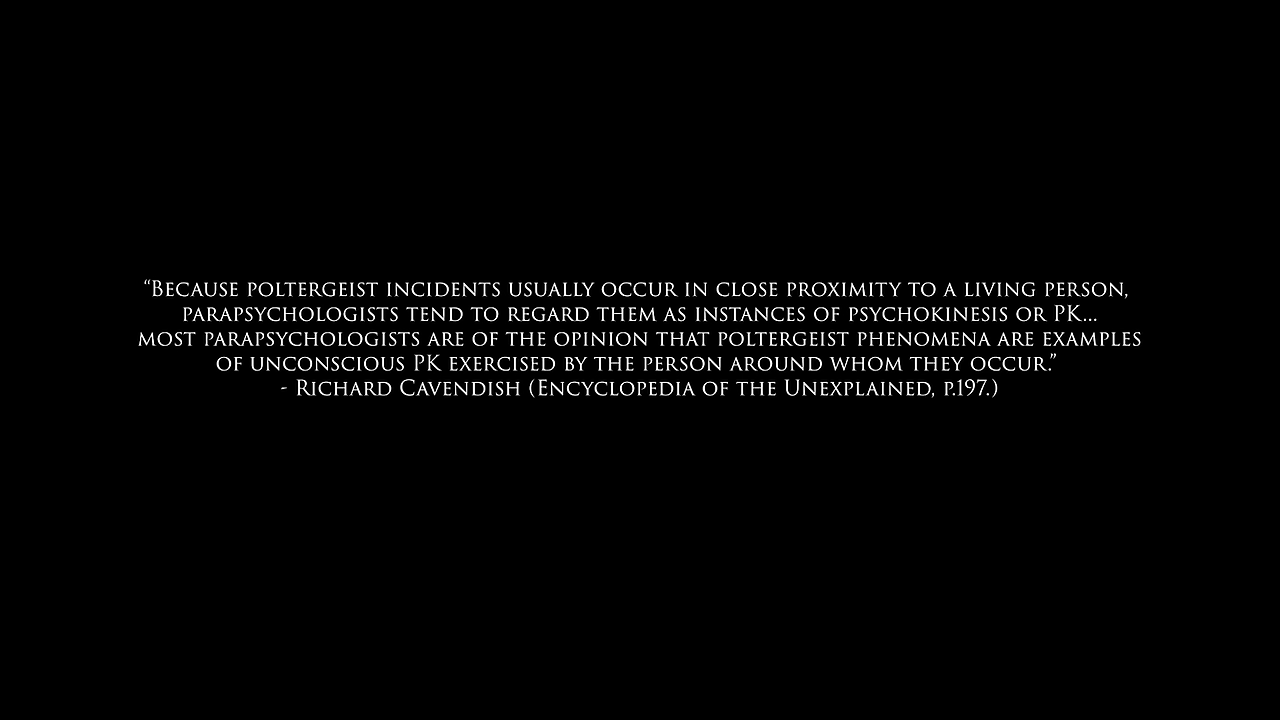 “Because poltergeist incidents usually occur in close proximity to a living person,
parapsychologists tend to regard them as instances of psychokinesis or PK...
most parapsychologists are of the opinion that poltergeist phenomena are examples
of unconscious PK exercised by the person around whom they occur.”
- Richard Cavendish (Encyclopedia of the Unexplained, p.197.)